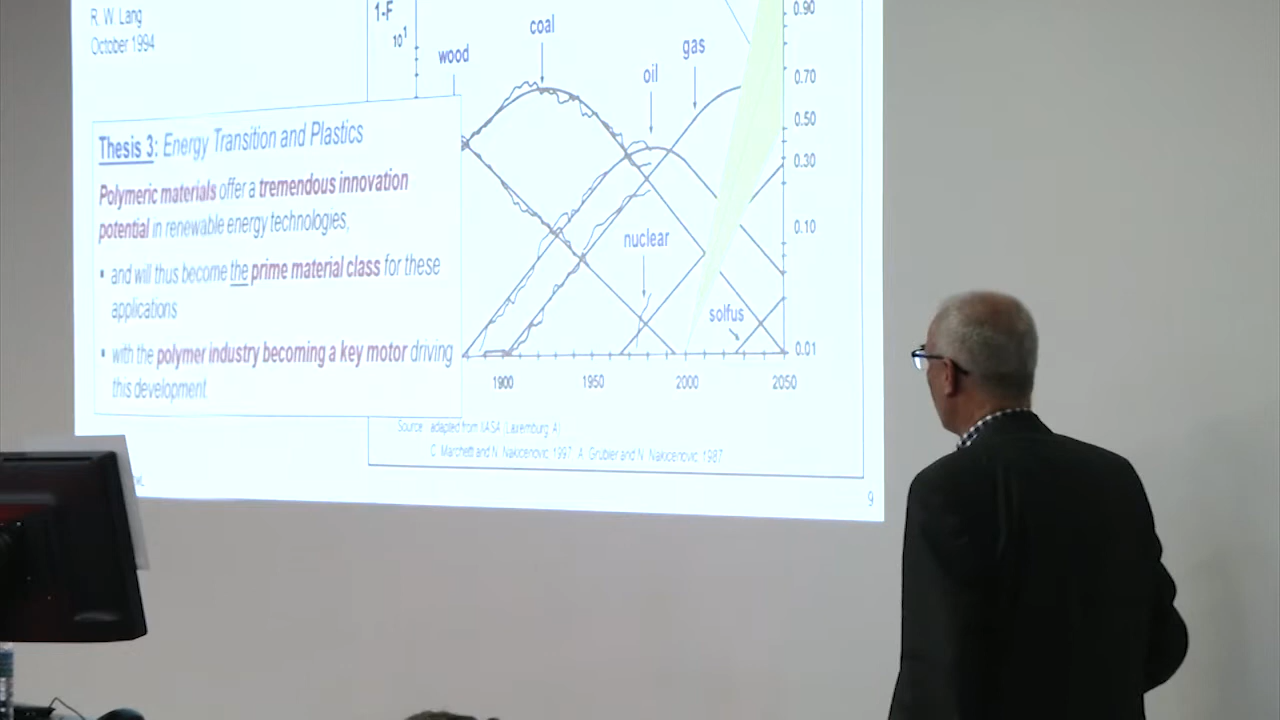 R. W. Lang
October 1994
Thesis 3: Energy Transition and Plastics
Polymeric materials offer a tremendous innovation
potential in renewable energy technologies,
▪ and will thus become the prime material class for these
applications
▪ with the polymer industry becoming a key motor driving
this development
1-F
10¹
wood
coal
oil
gas
nuclear
solfus
0.90
0.70
0.50
0.30
0.10
0.01
1900 1950 2000 2050
Source: adapted from IIASA (Laxemburg, A)
C. Marchetti and N. Nakicenovic 1997 A. Grubler and N. Nakicenovic 1987
9